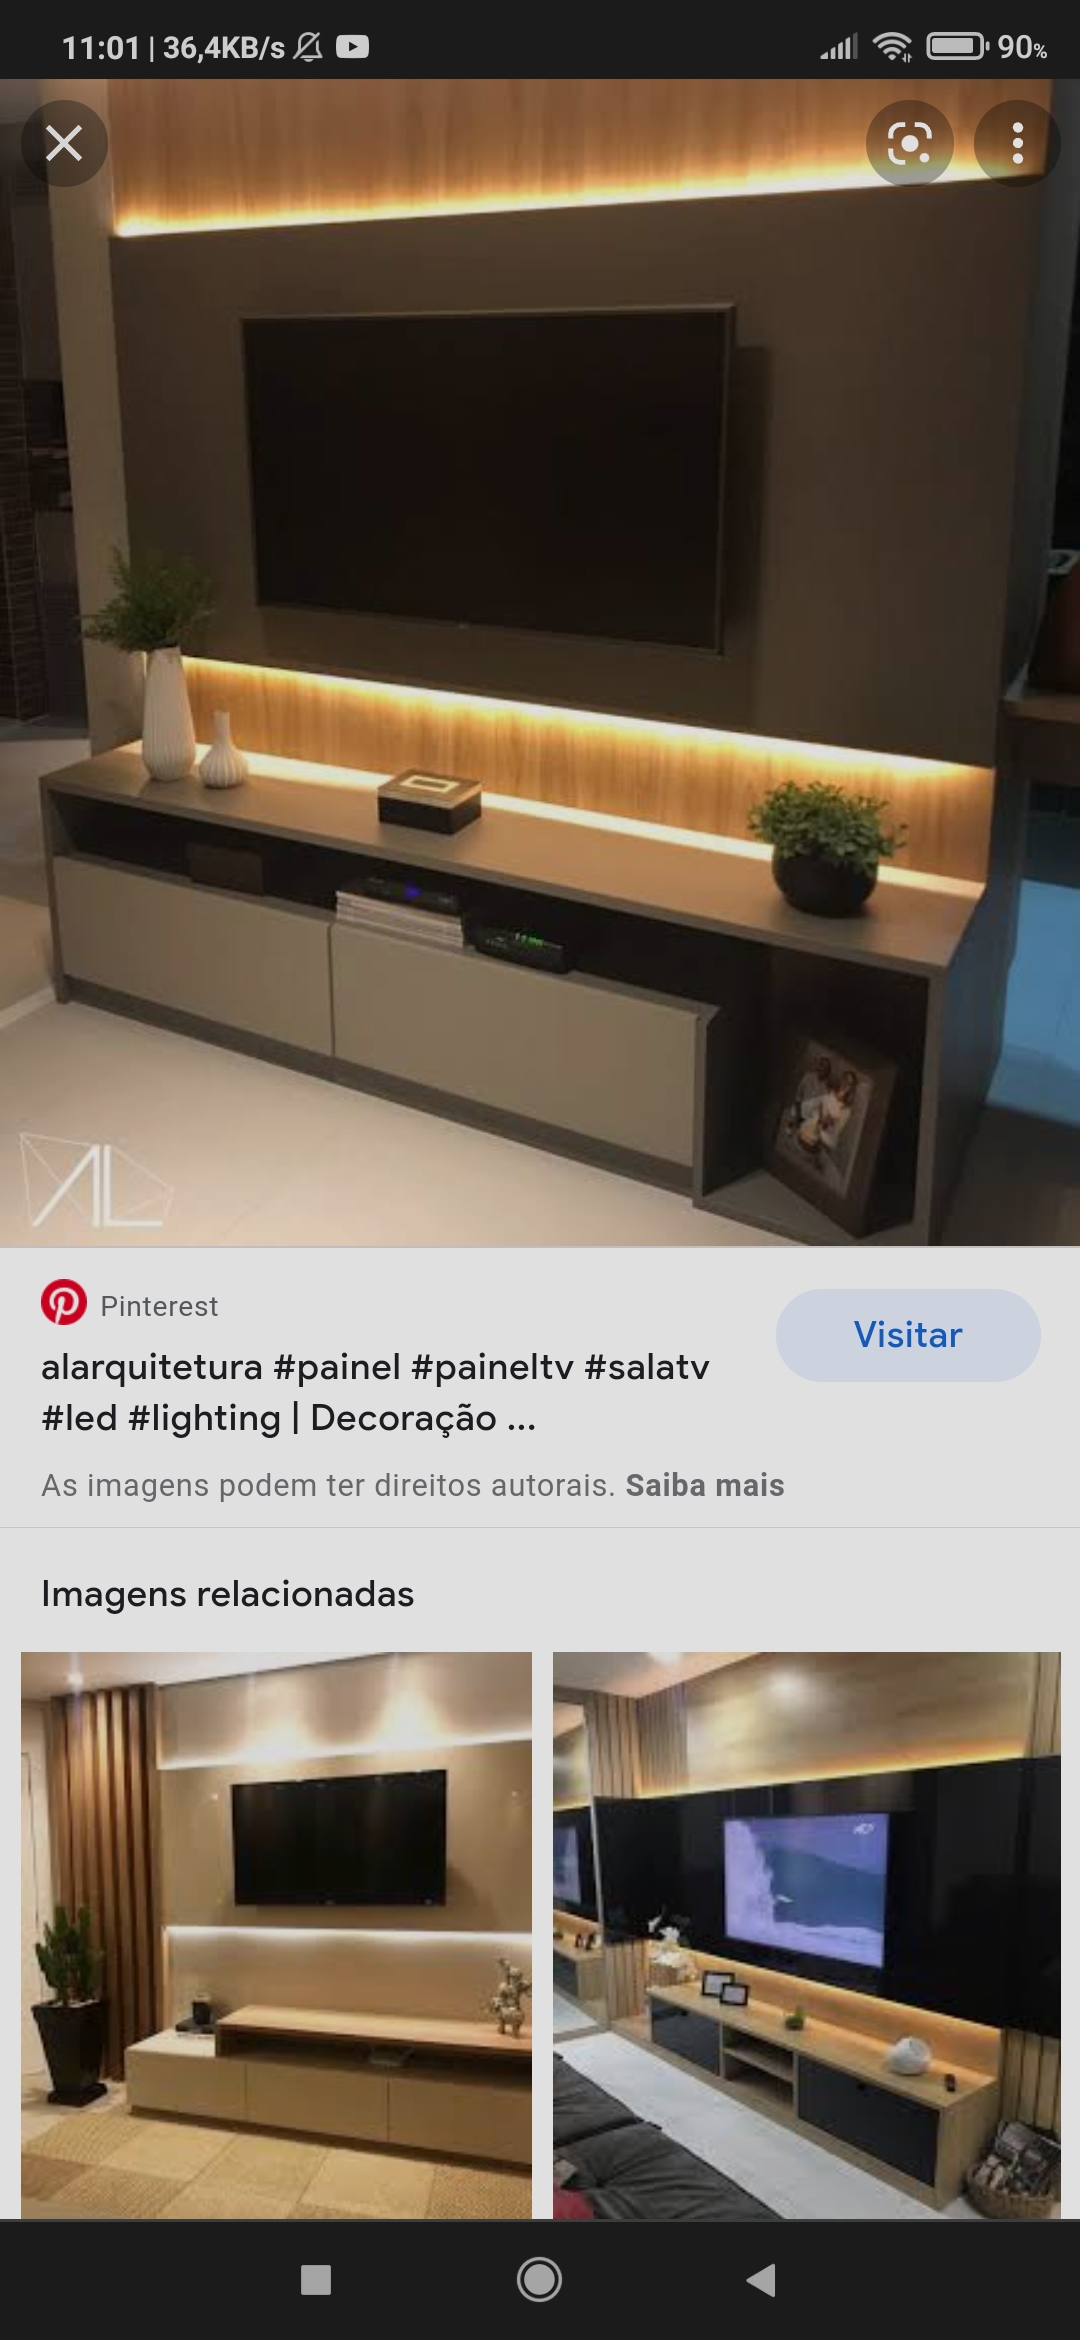 11:01 | 36,4KB/s
90%
AL
Pinterest
Visitar
alarquitetura #painel #paineltv #salatv
#led #lighting | Decoração ...
As imagens podem ter direitos autorais. Saiba mais
Imagens relacionadas